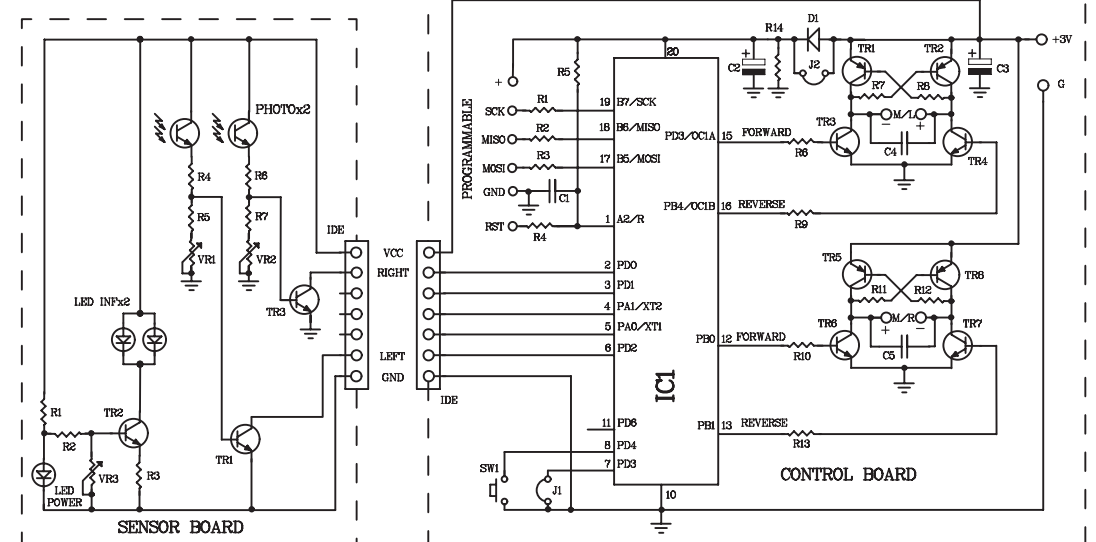 PHOTOx2
R4
R6
R5
R7
VR1
VR2
IDE
VCC
RIGHT
LED INFx2
TR3
LEFT
GND
R1
TR2
R2
VR3
R3
TR1
LED
POWER
SENSOR BOARD
IDE
PROGRAMMABLE
+
SCK
R1
MISO
R2
MOSI
R3
GND
C1
RST
R4
R5
20
19 B7/SCK
18 B6/MISO
17 B5/MOSI
1 A2/R
2 PD0
3 PD1
4 PA1/XT2
5 PA0/XT1
6 PD2
11 PD6
8 PD4
7 PD3
10
IC1
SW1
J1
PD3/OC1A 15 FORWARD
PB4/OC1B 16 REVERSE
PB0 12 FORWARD
PB1 13 REVERSE
+
C2
R14
D1
J2
TR1
TR2
R7
R8
+
C3
+3V
G
TR3
- M/L +
C4
TR4
R6
R9
TR5
TR8
R11
R12
+ M/R -
TR6
TR7
C5
R10
R13
CONTROL BOARD